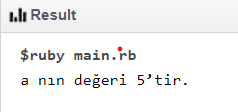 Result
$ruby main.rb
a nın değeri 5’tir.